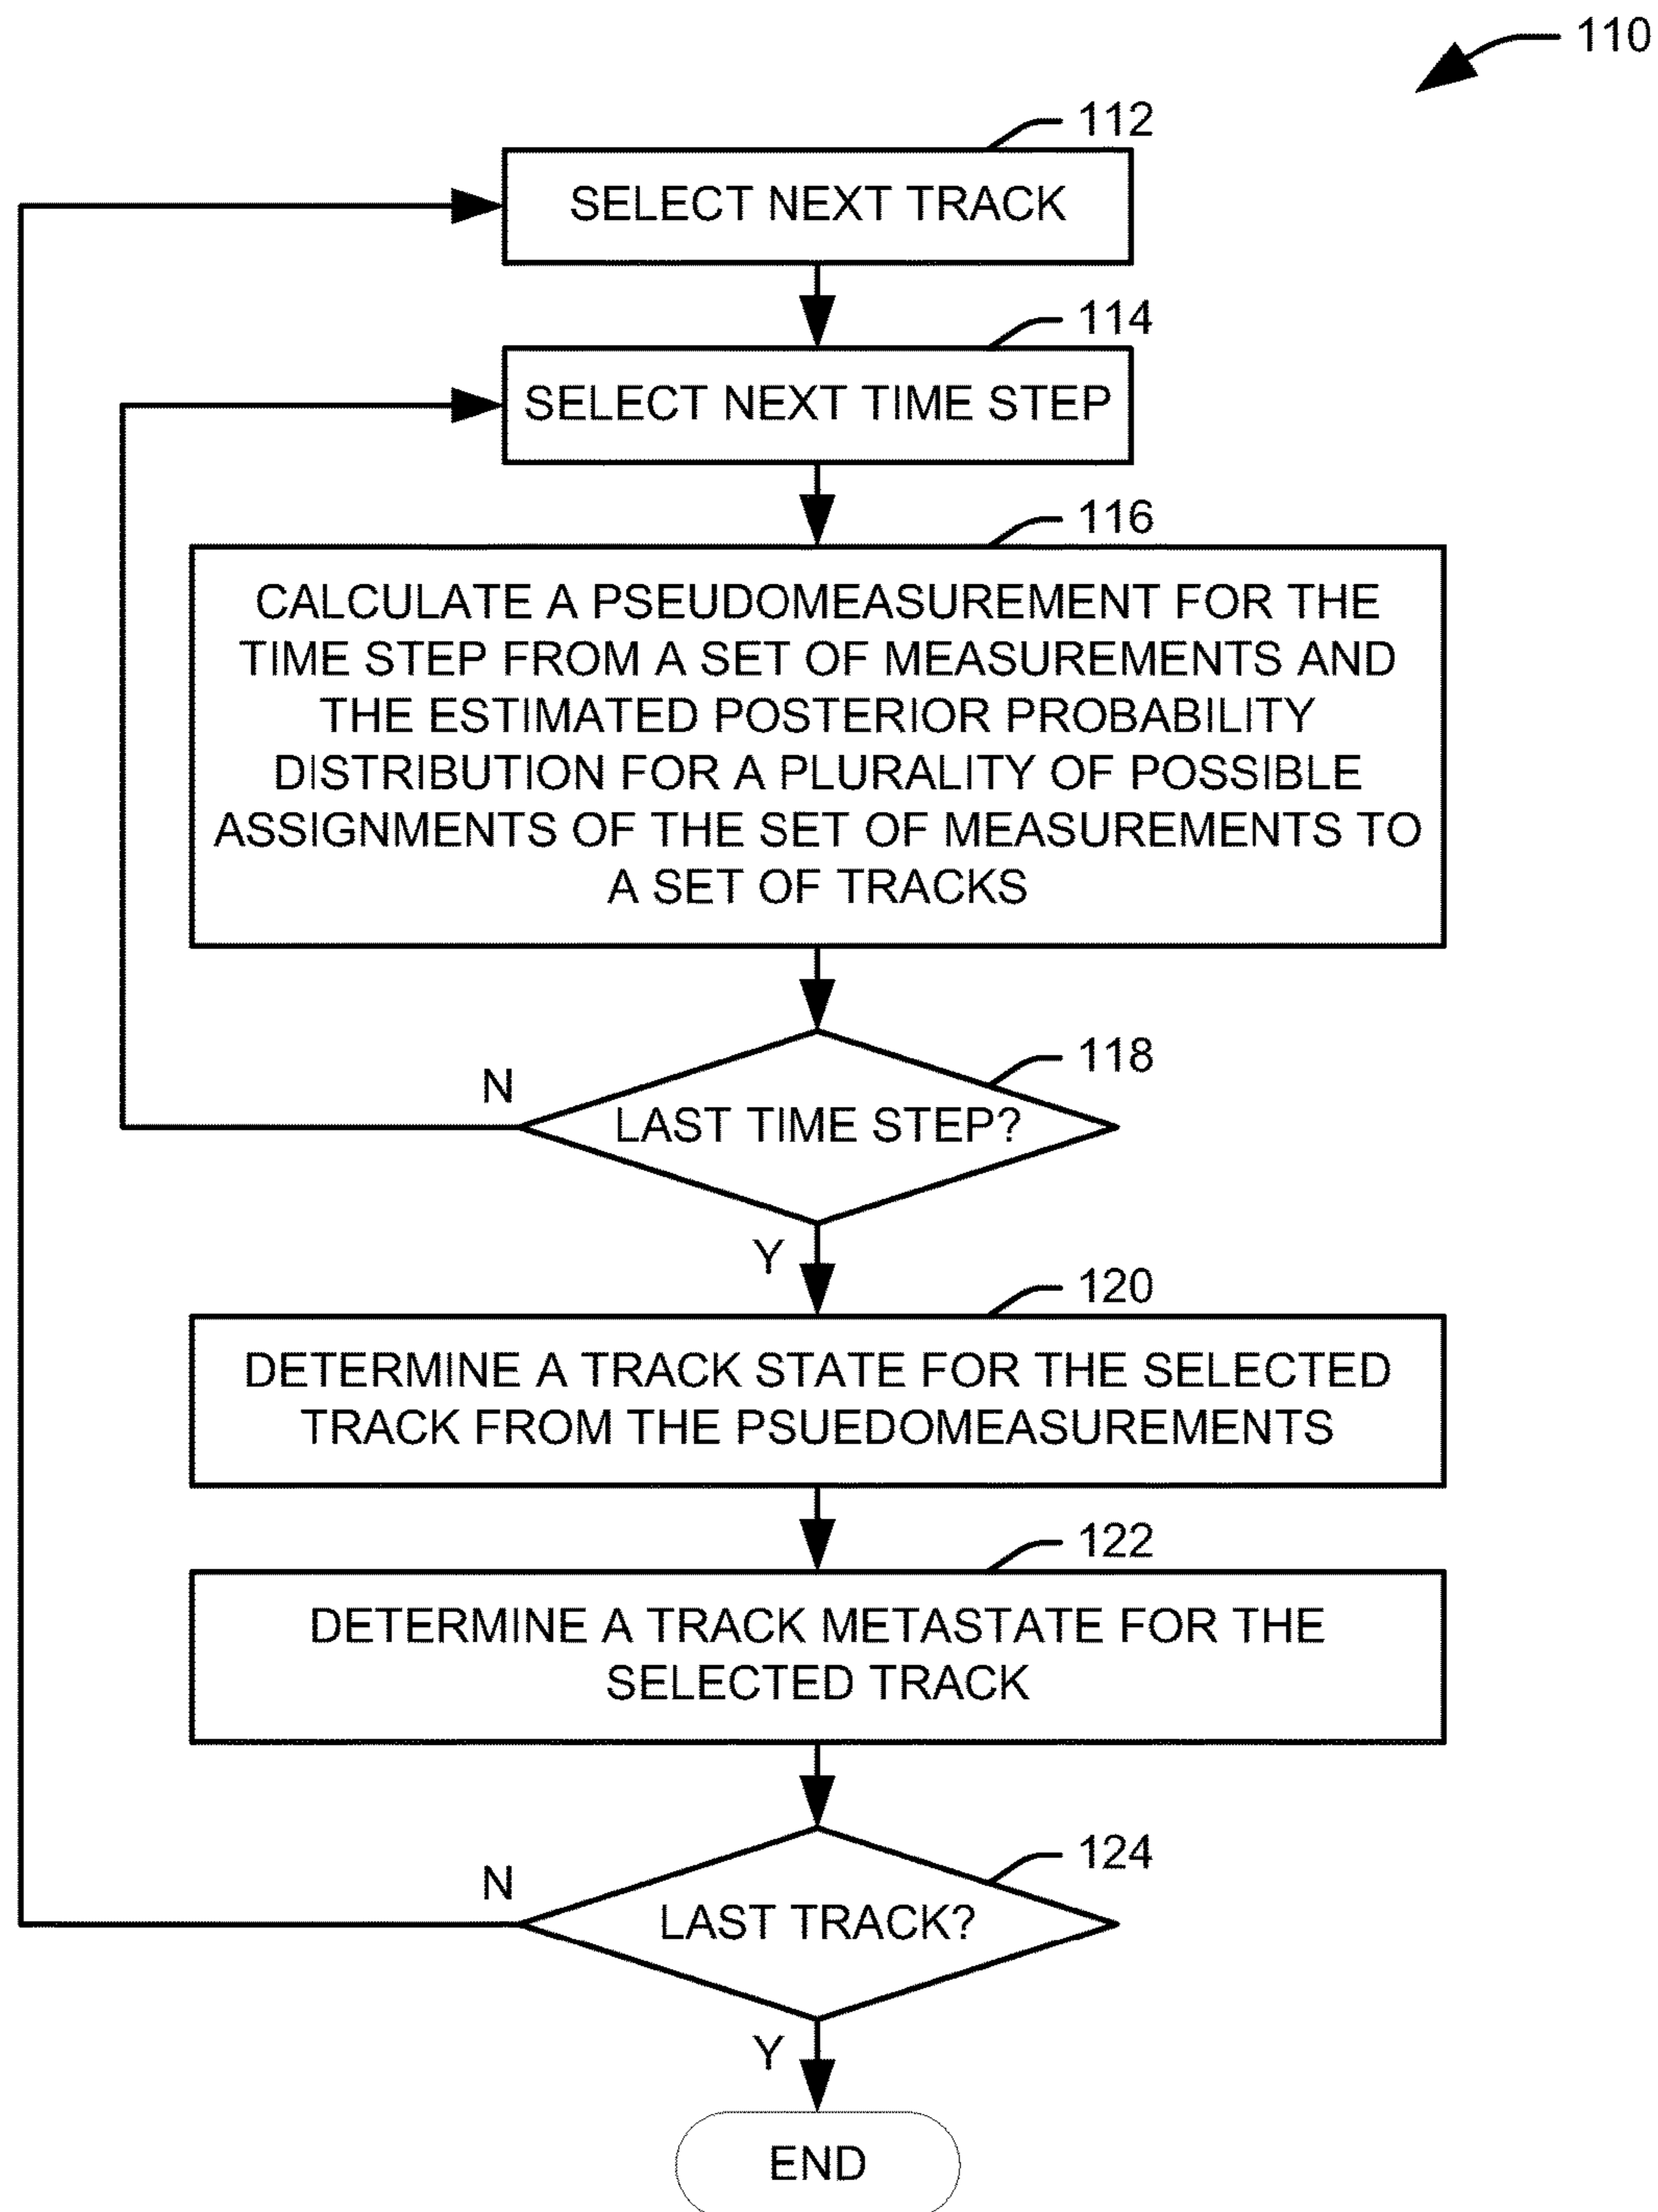 110
112
SELECT NEXT TRACK
114
SELECT NEXT TIME STEP
116
CALCULATE A PSEUDOMEASUREMENT FOR THE
TIME STEP FROM A SET OF MEASUREMENTS AND
THE ESTIMATED POSTERIOR PROBABILITY
DISTRIBUTION FOR A PLURALITY OF POSSIBLE
ASSIGNMENTS OF THE SET OF MEASUREMENTS TO
A SET OF TRACKS
118
N
LAST TIME STEP?
Y
120
DETERMINE A TRACK STATE FOR THE SELECTED
TRACK FROM THE PSUEDOMEASUREMENTS
122
DETERMINE A TRACK METASTATE FOR THE
SELECTED TRACK
124
N
LAST TRACK?
Y
END